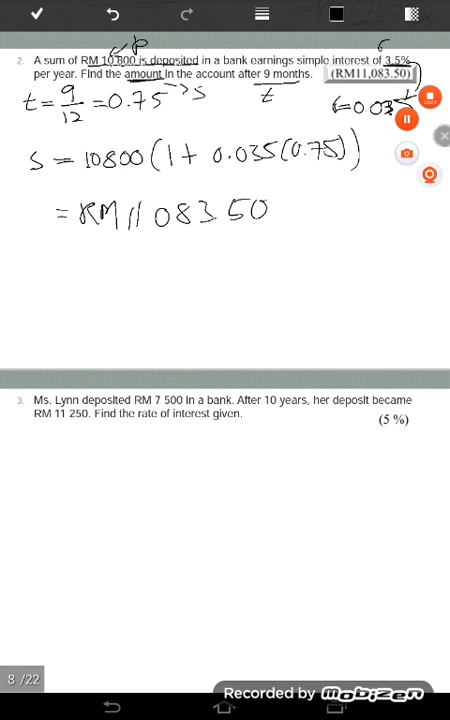 p
r
2. A sum of RM 10 800 is deposited in a bank earnings simple interest of 3.5%
per year. Find the amount in the account after 9 months. (RM11,083.50)
t = 9/12 = 0.75 → s t r = 0.035
s = 10800 (1 + 0.035 (0.75))
= RM 11 083.50
3. Ms. Lynn deposited RM 7 500 in a bank. After 10 years, her deposit became
RM 11 250. Find the rate of interest given.
(5 %)
8 /22
Recorded by Mobizen